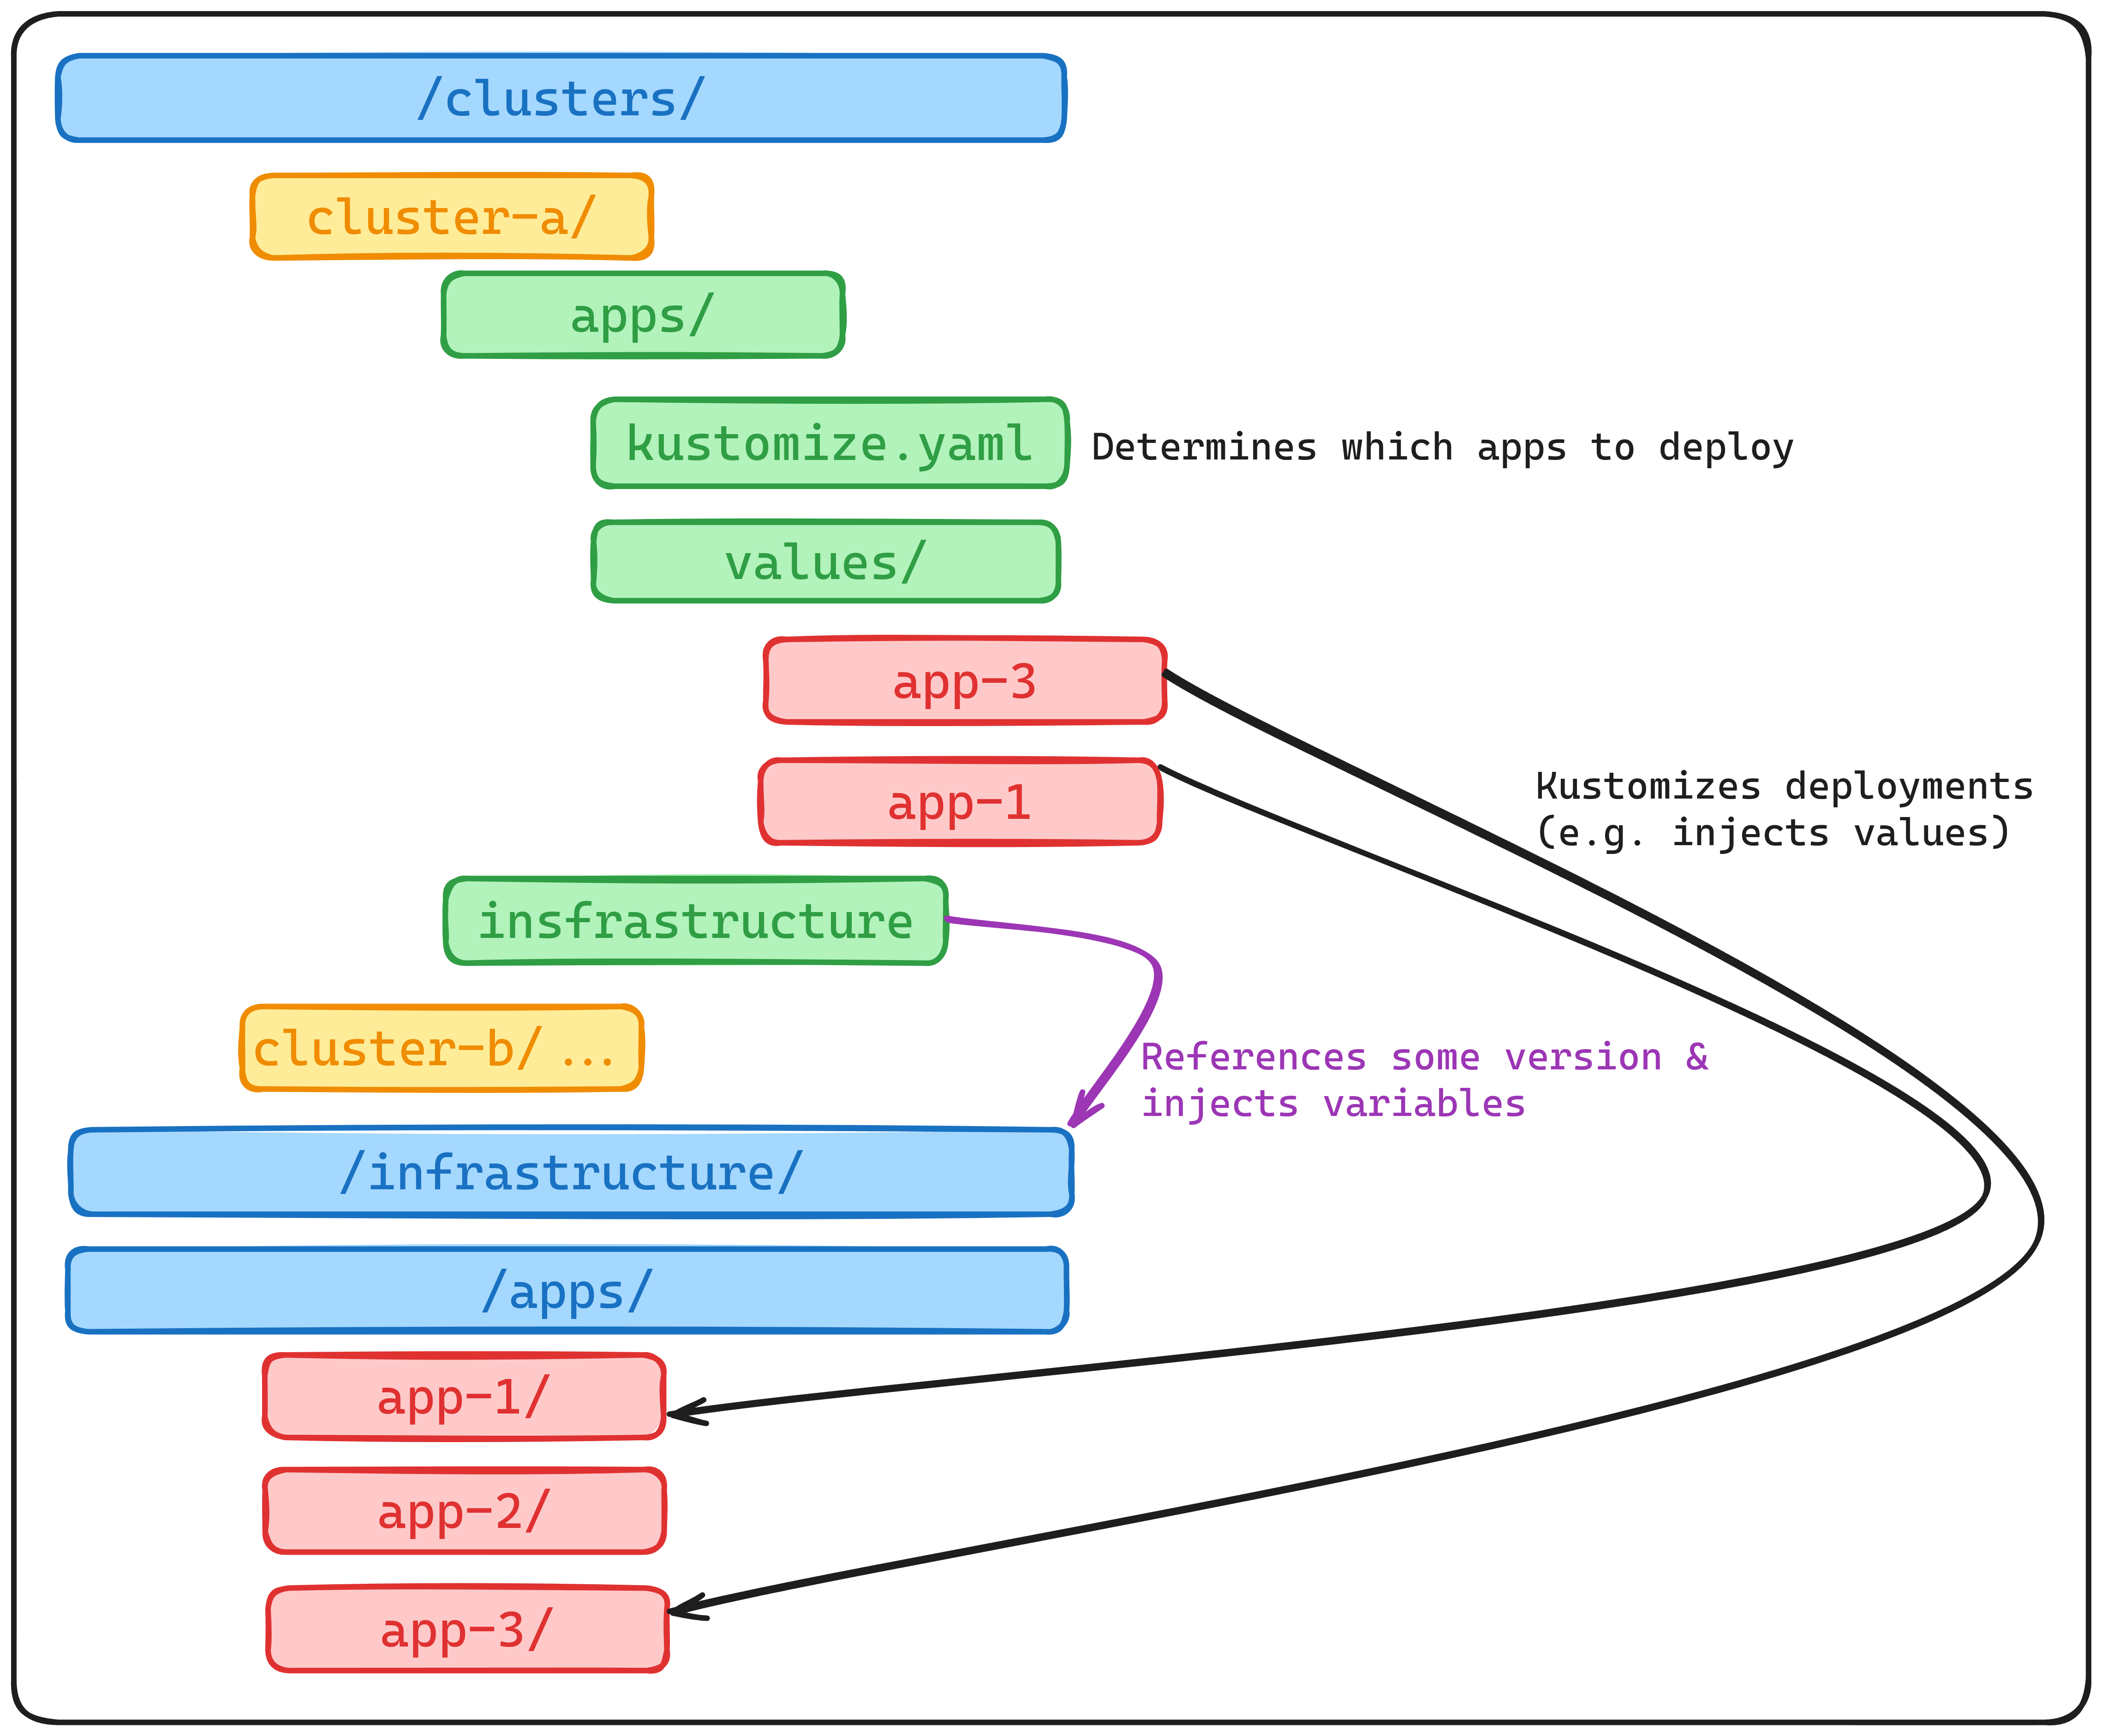 /clusters/
cluster-a/
apps/
kustomize.yaml
Determines which apps to deploy
values/
app-3
app-1
Kustomizes deployments
(e.g. injects values)
insfrastructure
cluster-b/ ...
References some version &
injects variables
/infrastructure/
/apps/
app-1/
app-2/
app-3/